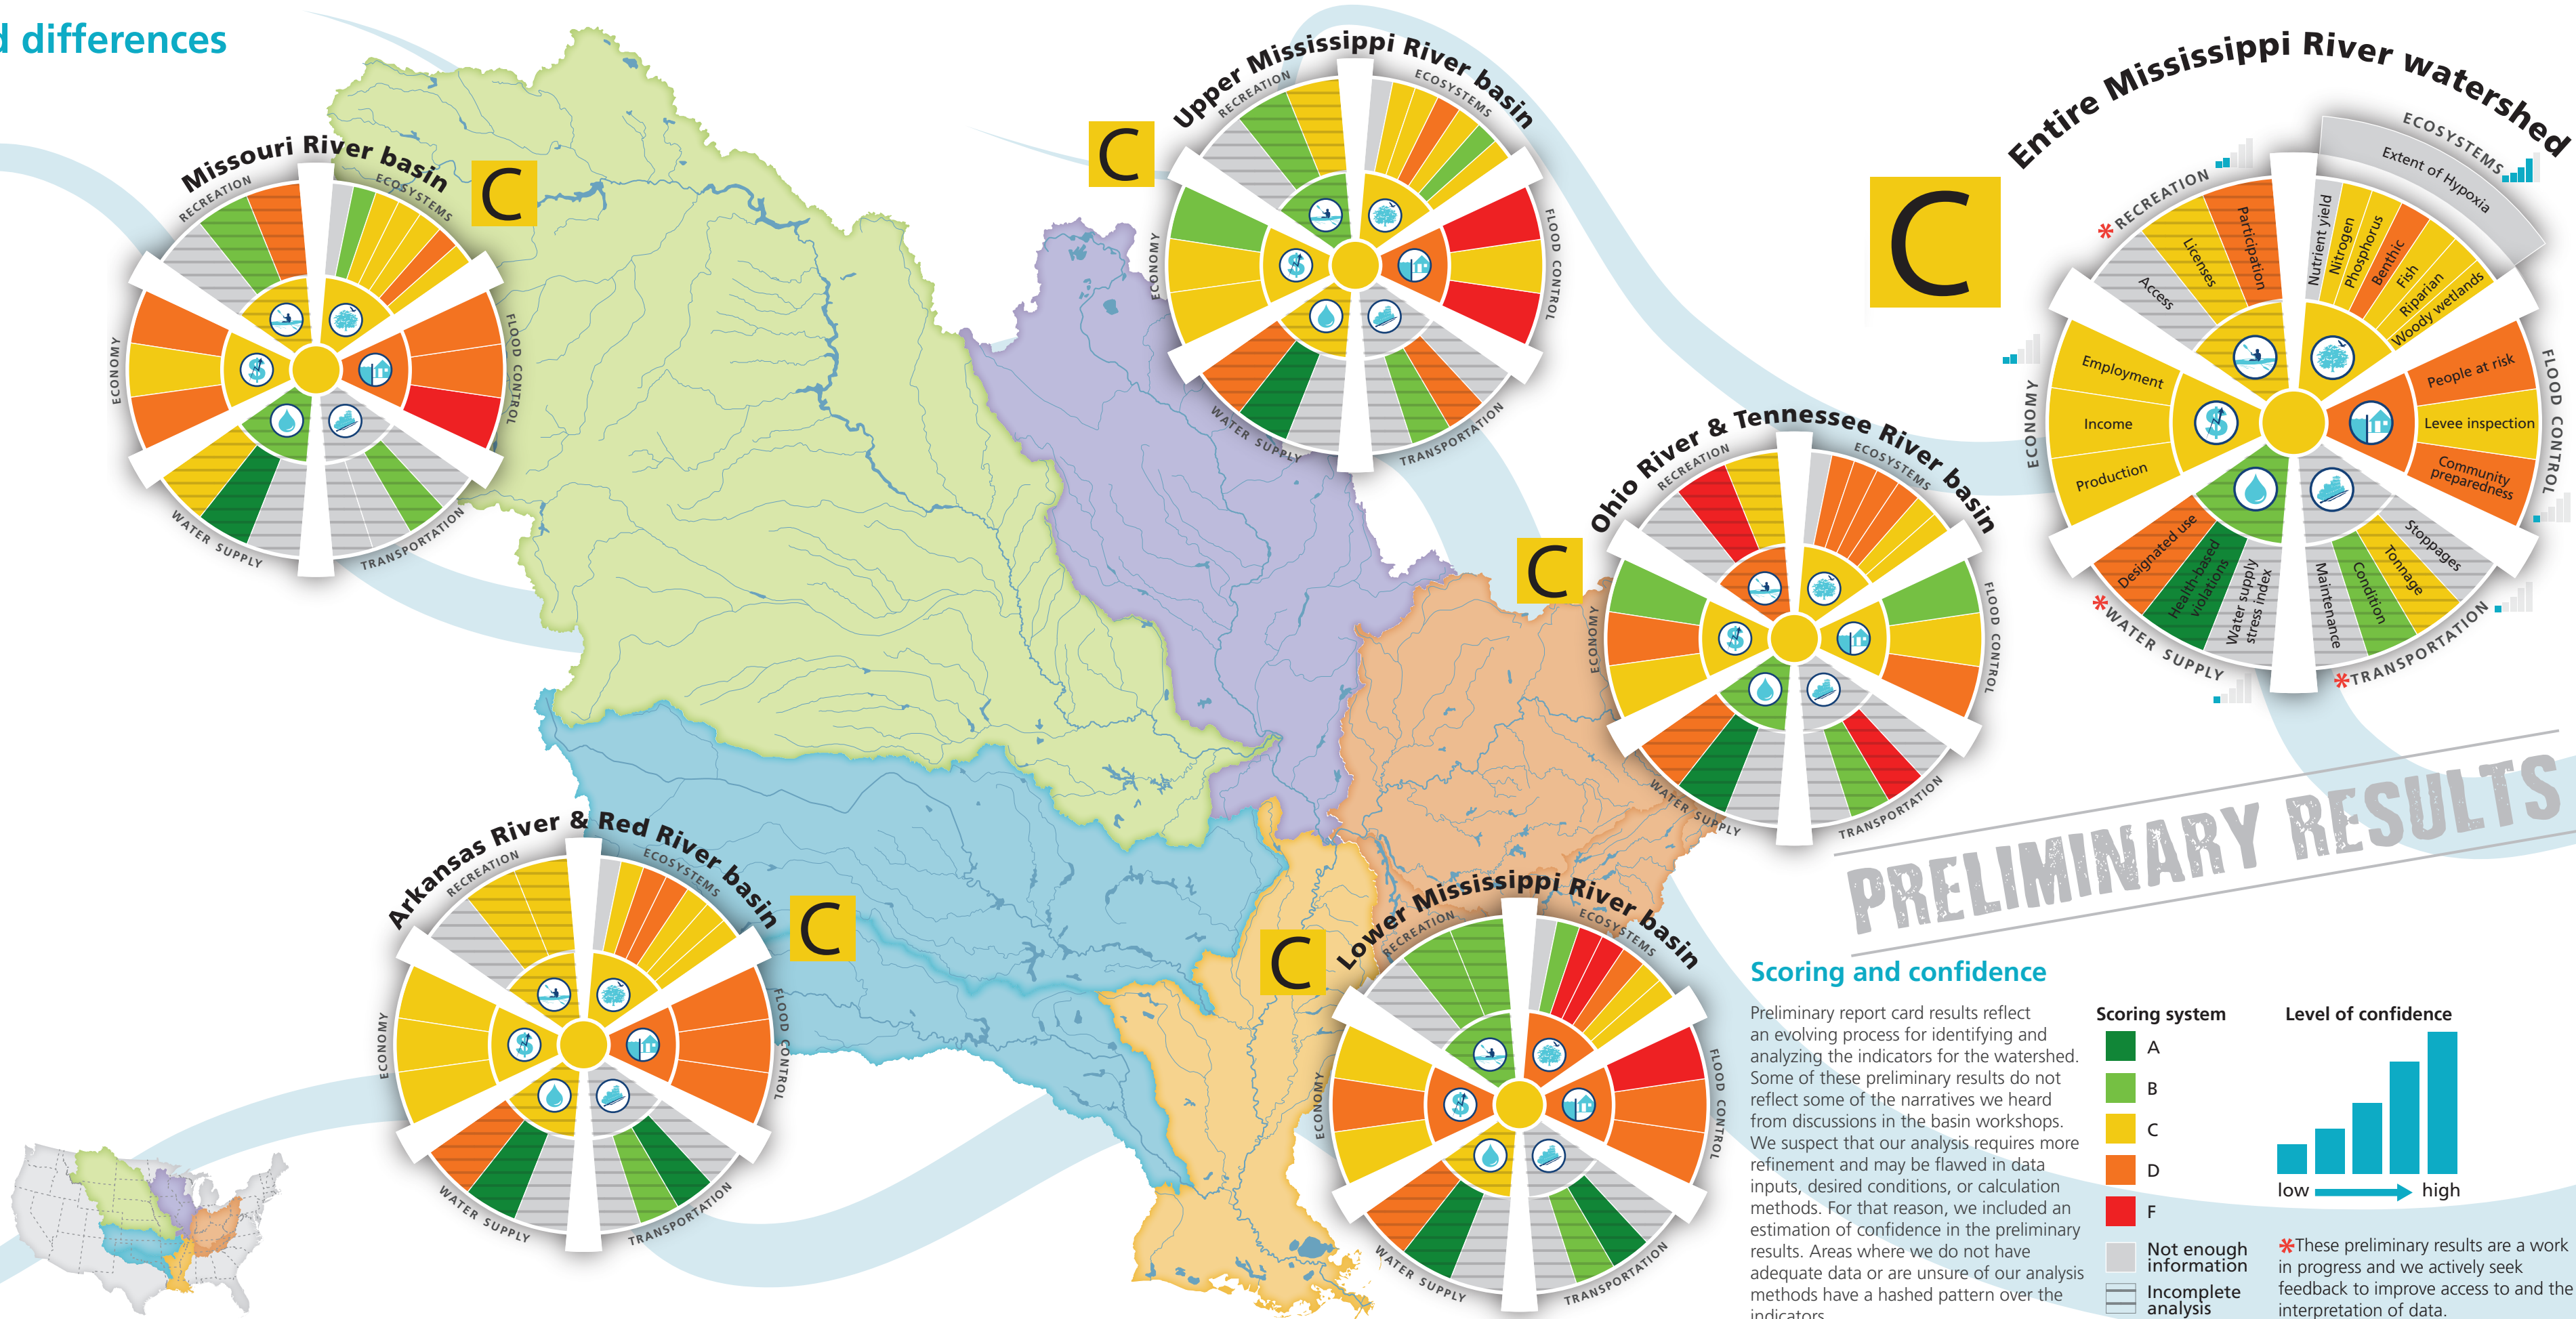 differences
Missouri River basin
C
RECREATION
ECOSYSTEMS
FLOOD CONTROL
TRANSPORTATION
WATER SUPPLY
ECONOMY
Upper Mississippi River basin
C
RECREATION
ECOSYSTEMS
FLOOD CONTROL
TRANSPORTATION
WATER SUPPLY
ECONOMY
Ohio River & Tennessee River basin
C
RECREATION
ECOSYSTEMS
FLOOD CONTROL
TRANSPORTATION
WATER SUPPLY
ECONOMY
Arkansas River & Red River basin
C
RECREATION
ECOSYSTEMS
FLOOD CONTROL
TRANSPORTATION
WATER SUPPLY
ECONOMY
Lower Mississippi River basin
C
RECREATION
ECOSYSTEMS
FLOOD CONTROL
TRANSPORTATION
WATER SUPPLY
ECONOMY
Entire Mississippi River watershed
C
*RECREATION
Access
Licenses
Participation
ECOSYSTEMS
Extent of Hypoxia
Nutrient yield
Nitrogen
Phosphorus
Benthic
Fish
Riparian
Woody wetlands
FLOOD CONTROL
People at risk
Levee inspection
Community
preparedness
*TRANSPORTATION
Stoppages
Tonnage
Condition
Maintenance
*WATER SUPPLY
Water supply
stress index
Health-based
violations
Designated use
ECONOMY
Production
Income
Employment
PRELIMINARY RESULTS
Scoring and confidence
Preliminary report card results reflect
an evolving process for identifying and
analyzing the indicators for the watershed.
Some of these preliminary results do not
reflect some of the narratives we heard
from discussions in the basin workshops.
We suspect that our analysis requires more
refinement and may be flawed in data
inputs, desired conditions, or calculation
methods. For that reason, we included an
estimation of confidence in the preliminary
results. Areas where we do not have
adequate data or are unsure of our analysis
methods have a hashed pattern over the
indicators.
Scoring system
A
B
C
D
F
Not enough
information
Incomplete
analysis
Level of confidence
low
high
*These preliminary results are a work
in progress and we actively seek
feedback to improve access to and the
interpretation of data.